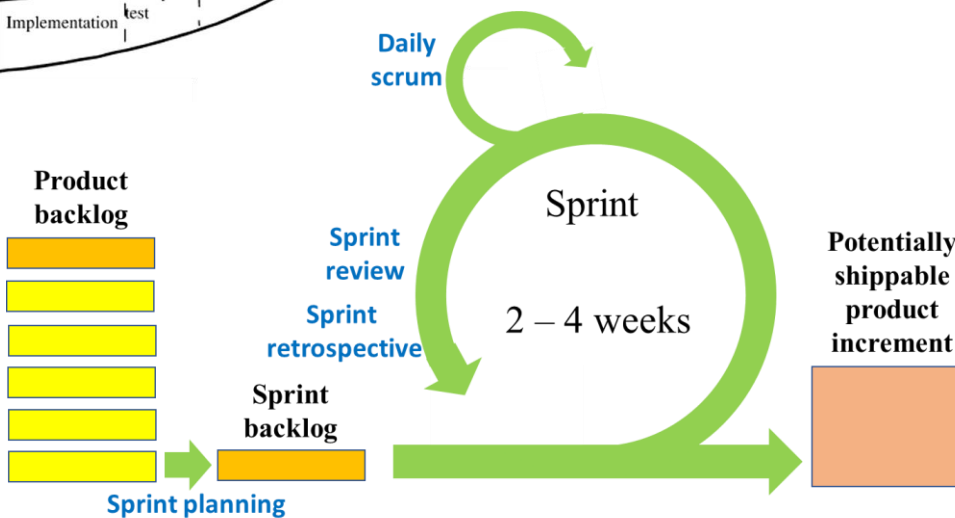 Implementation
test
Daily
scrum
Product
backlog
Sprint
Sprint
review
Potentially
shippable
product
increment
Sprint
retrospective
2 – 4 weeks
Sprint
backlog
Sprint planning